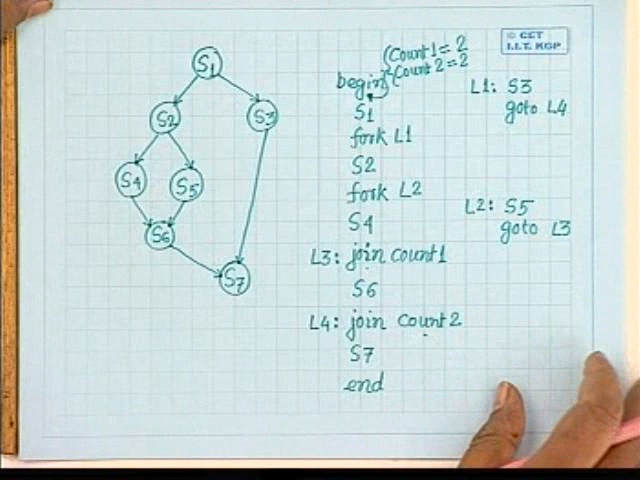 © CET
I.I.T. KGP
S1
S2
S3
S4
S5
S6
S7
Count1 = 2
Count2 = 2
begin
S1
fork L1
S2
fork L2
S4
L3: join count1
S6
L4: join count2
S7
end
L1: S3
goto L4
L2: S5
goto L3